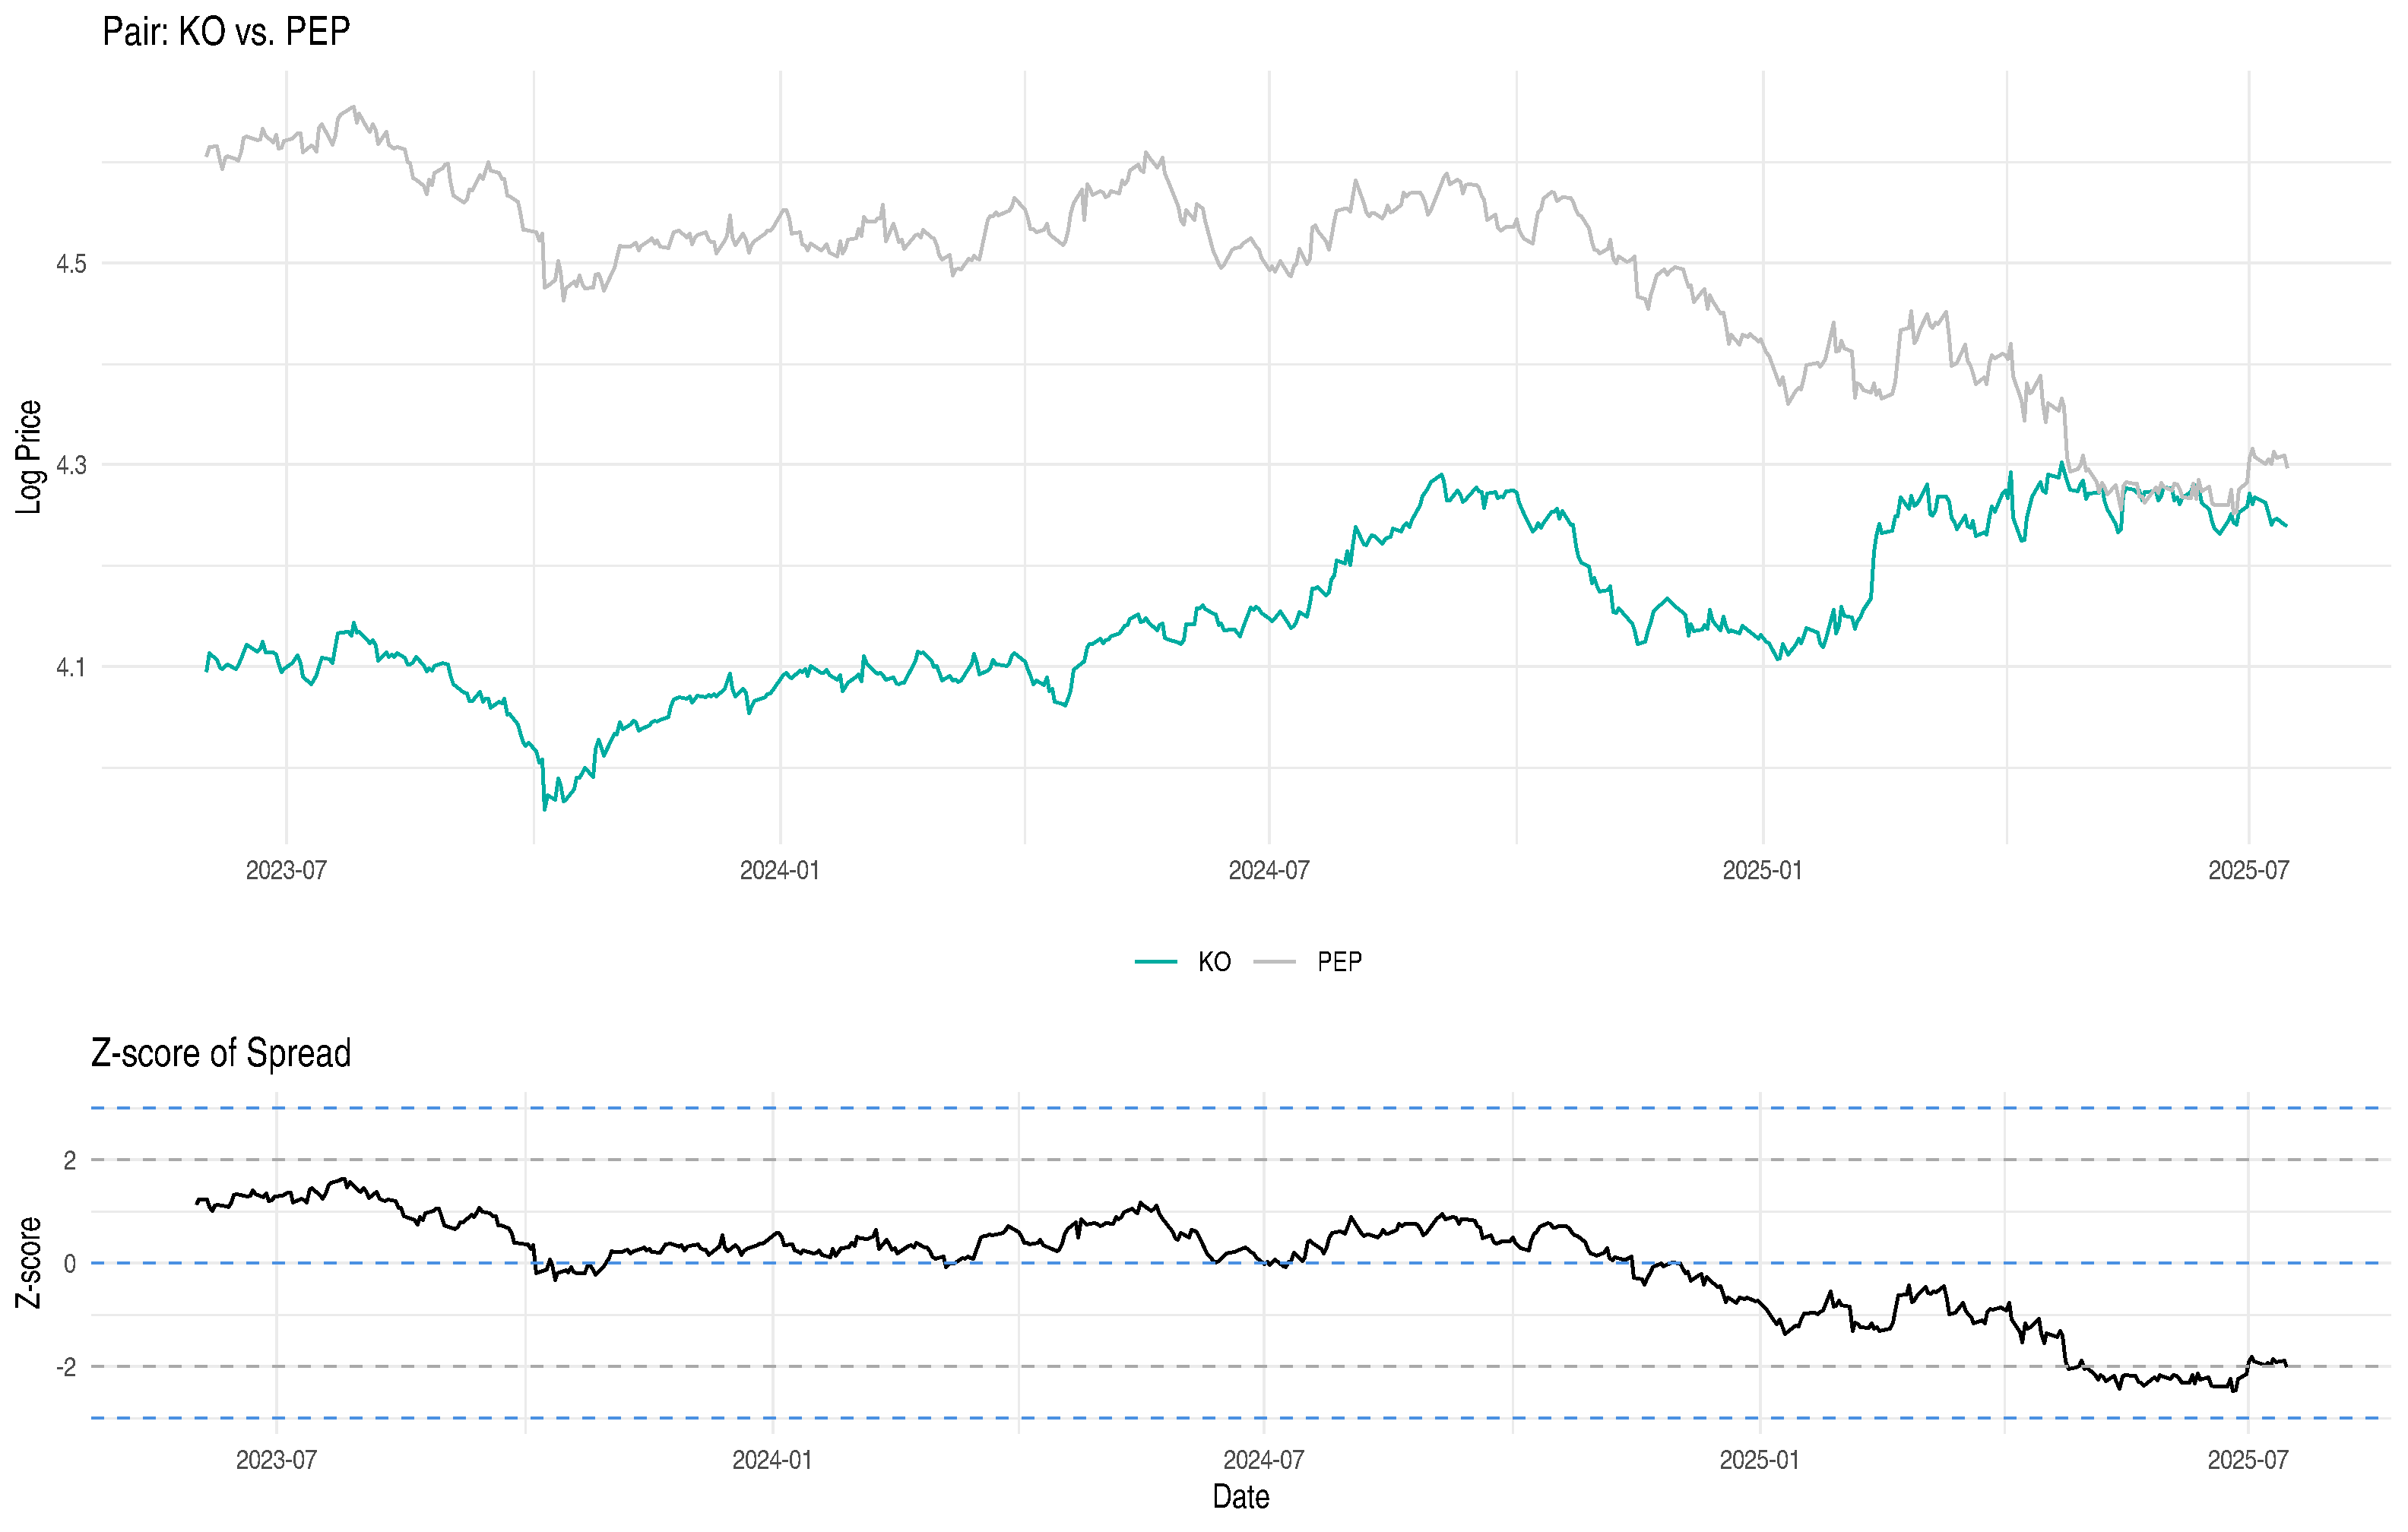 Pair: KO vs. PEP
Log Price
4.5
4.3
4.1
2023-07 2024-01 2024-07 2025-01 2025-07
KO PEP
Z-score of Spread
Z-score
2
0
-2
2023-07 2024-01 2024-07 2025-01 2025-07
Date